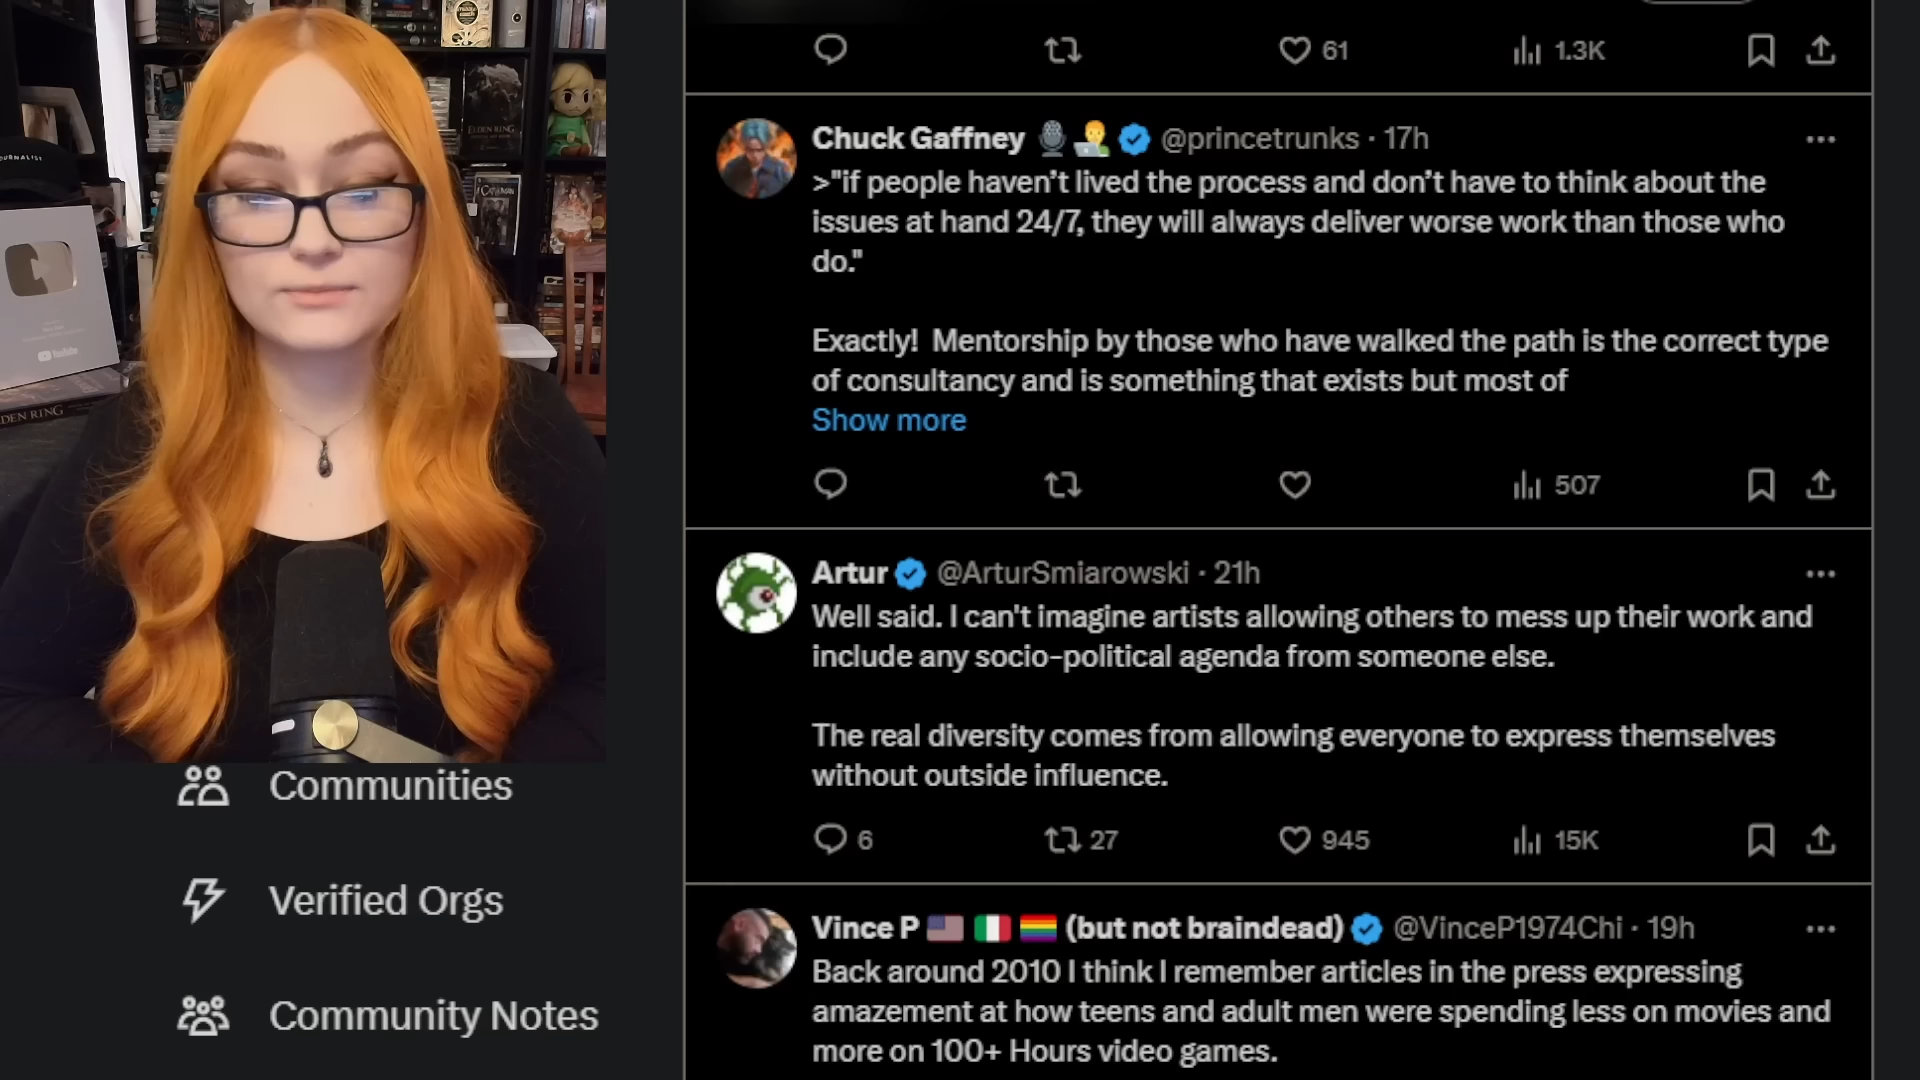 61
1.3K
Chuck Gaffney @princetrunks · 17h
>"if people haven't lived the process and don't have to think about the
issues at hand 24/7, they will always deliver worse work than those who
do."
Exactly! Mentorship by those who have walked the path is the correct type
of consultancy and is something that exists but most of
Show more
507
Artur @ArturSmiarowski · 21h
Well said. I can't imagine artists allowing others to mess up their work and
include any socio-political agenda from someone else.
The real diversity comes from allowing everyone to express themselves
without outside influence.
6
27
945
15K
Vince P (but not braindead) @VinceP1974Chi · 19h
Back around 2010 I think I remember articles in the press expressing
amazement at how teens and adult men were spending less on movies and
more on 100+ Hours video games.
Communities
Verified Orgs
Community Notes
ELDEN RING
CATWOMAN
YouTube
DEN RING